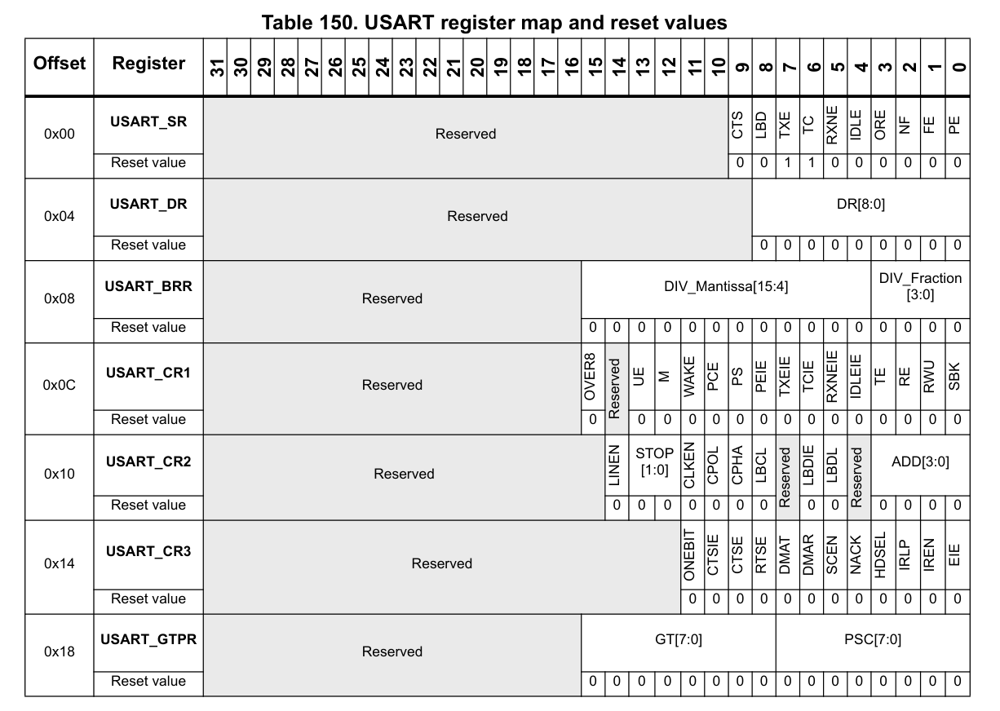 Table 150. USART register map and reset values
Offset Register 31 30 29 28 27 26 25 24 23 22 21 20 19 18 17 16 15 14 13 12 11 10 9 8 7 6 5 4 3 2 1 0
0x00 USART_SR Reserved CTS LBD TXE TC RXNE IDLE ORE NF FE PE
Reset value 0 0 1 1 0 0 0 0 0 0
0x04 USART_DR Reserved DR[8:0]
Reset value 0 0 0 0 0 0 0 0 0
0x08 USART_BRR Reserved DIV_Mantissa[15:4] DIV_Fraction
[3:0]
Reset value 0 0 0 0 0 0 0 0 0 0 0 0 0 0 0 0
0x0C USART_CR1 Reserved OVER8 Reserved UE M WAKE PCE PS PEIE TXEIE TCIE RXNEIE IDLEIE TE RE RWU SBK
Reset value 0 0 0 0 0 0 0 0 0 0 0 0 0 0 0
0x10 USART_CR2 Reserved LINEN STOP
[1:0] CLKEN CPOL CPHA LBCL Reserved LBDIE LBDL Reserved ADD[3:0]
Reset value 0 0 0 0 0 0 0 0 0 0 0 0 0
0x14 USART_CR3 Reserved ONEBIT CTSIE CTSE RTSE DMAT DMAR SCEN NACK HDSEL IRLP IREN EIE
Reset value 0 0 0 0 0 0 0 0 0 0 0 0
0x18 USART_GTPR Reserved GT[7:0] PSC[7:0]
Reset value 0 0 0 0 0 0 0 0 0 0 0 0 0 0 0 0